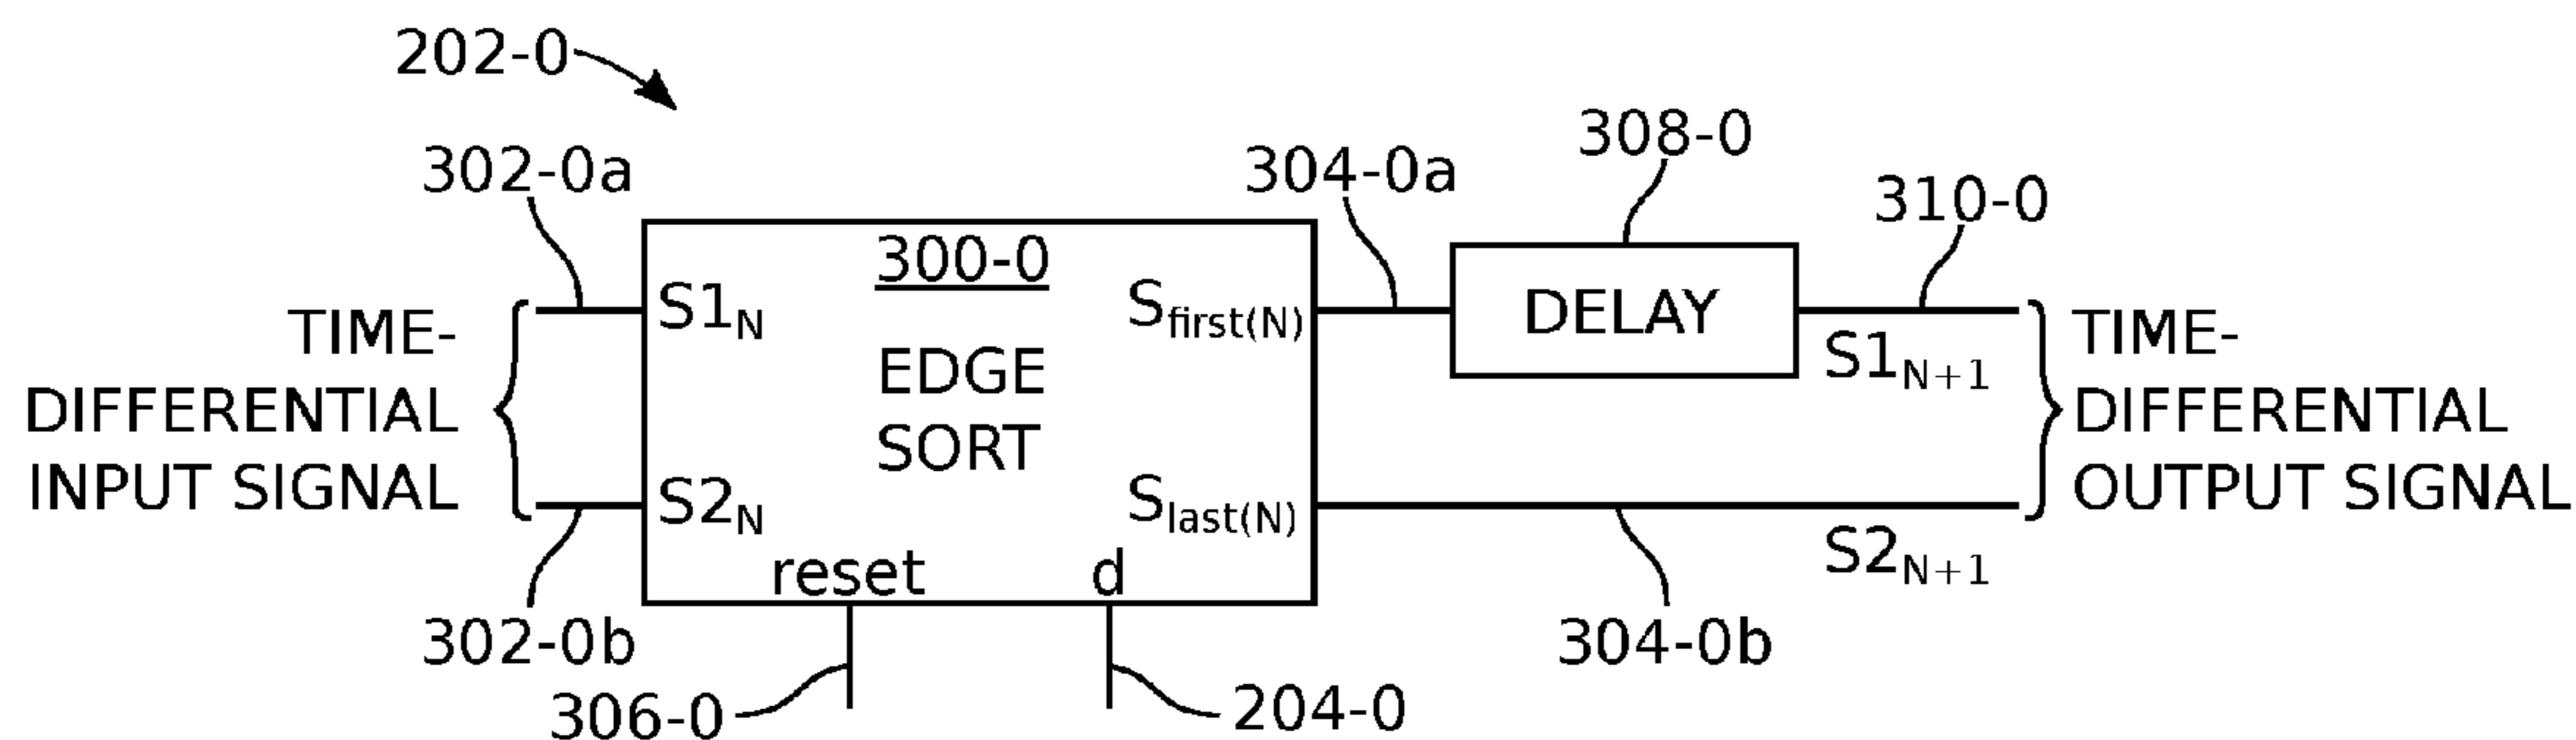 202-0
302-0a
304-0a
308-0
310-0
TIME-
DIFFERENTIAL
INPUT SIGNAL
S1N
S2N
300-0
EDGE
SORT
Sfirst(N)
Slast(N)
reset
d
DELAY
S1N+1
S2N+1
TIME-
DIFFERENTIAL
OUTPUT SIGNAL
302-0b
306-0
204-0
304-0b